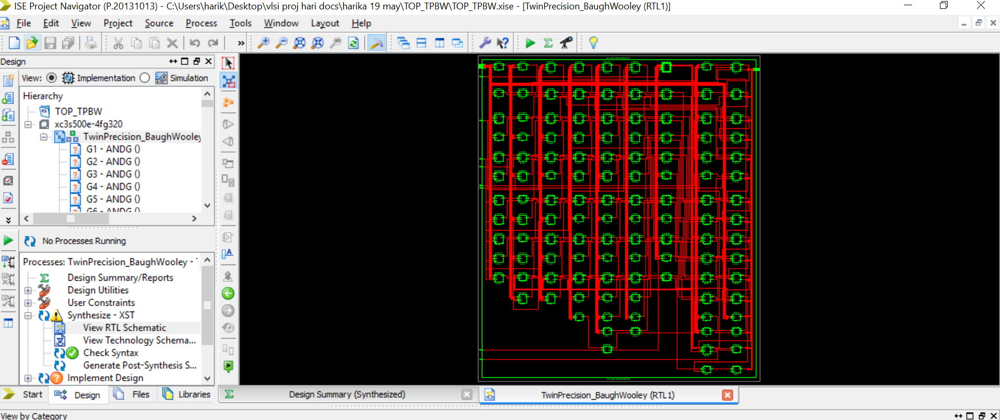 ISE Project Navigator (P.20131013) - C:\Users\harik\Desktop\vlsi proj hari docs\harika 19 may\TOP_TPBW\TOP_TPBW.xise - [TwinPrecision_BaughWooley (RTL1)]
File Edit View Project Source Process Tools Window Layout Help
»
Design
View: Implementation Simulation
Hierarchy
TOP_TPBW
xc3s500e-4fg320
TwinPrecision_BaughWooley
G1 - ANDG ()
G2 - ANDG ()
G3 - ANDG ()
G4 - ANDG ()
G5 - ANDG ()
G6 - ANDG ()
No Processes Running
Processes: TwinPrecision_BaughWooley -
Design Summary/Reports
Design Utilities
User Constraints
Synthesize - XST
View RTL Schematic
View Technology Schema...
Check Syntax
Generate Post-Synthesis S...
Implement Design
Start Design Files Libraries
Design Summary (Synthesized)
TwinPrecision_BaughWooley (RTL1)
View by Category